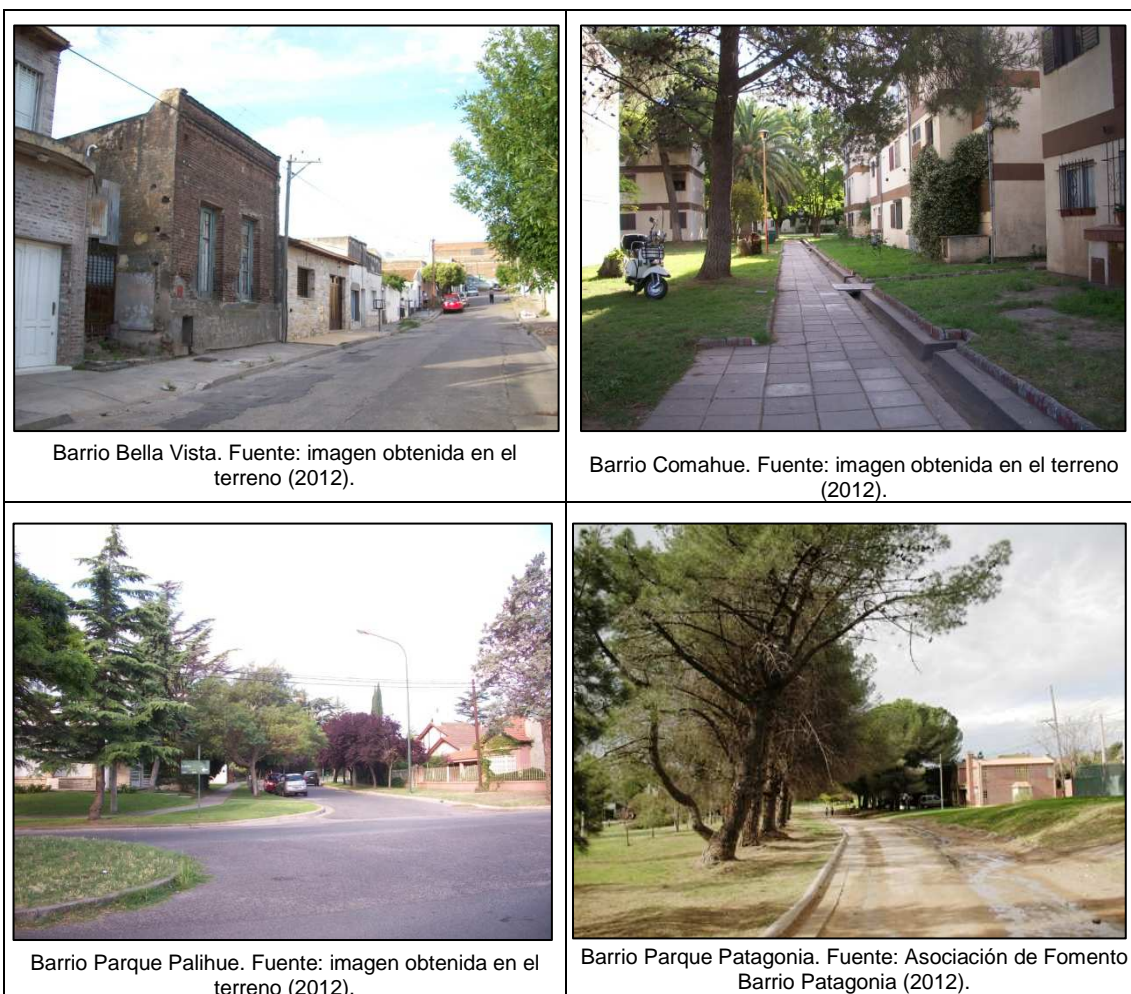 Barrio Bella Vista. Fuente: imagen obtenida en el
terreno (2012).
Barrio Comahue. Fuente: imagen obtenida en el terreno
(2012).
Barrio Parque Palihue. Fuente: imagen obtenida en el
terreno (2012).
Barrio Parque Patagonia. Fuente: Asociación de Fomento
Barrio Patagonia (2012).